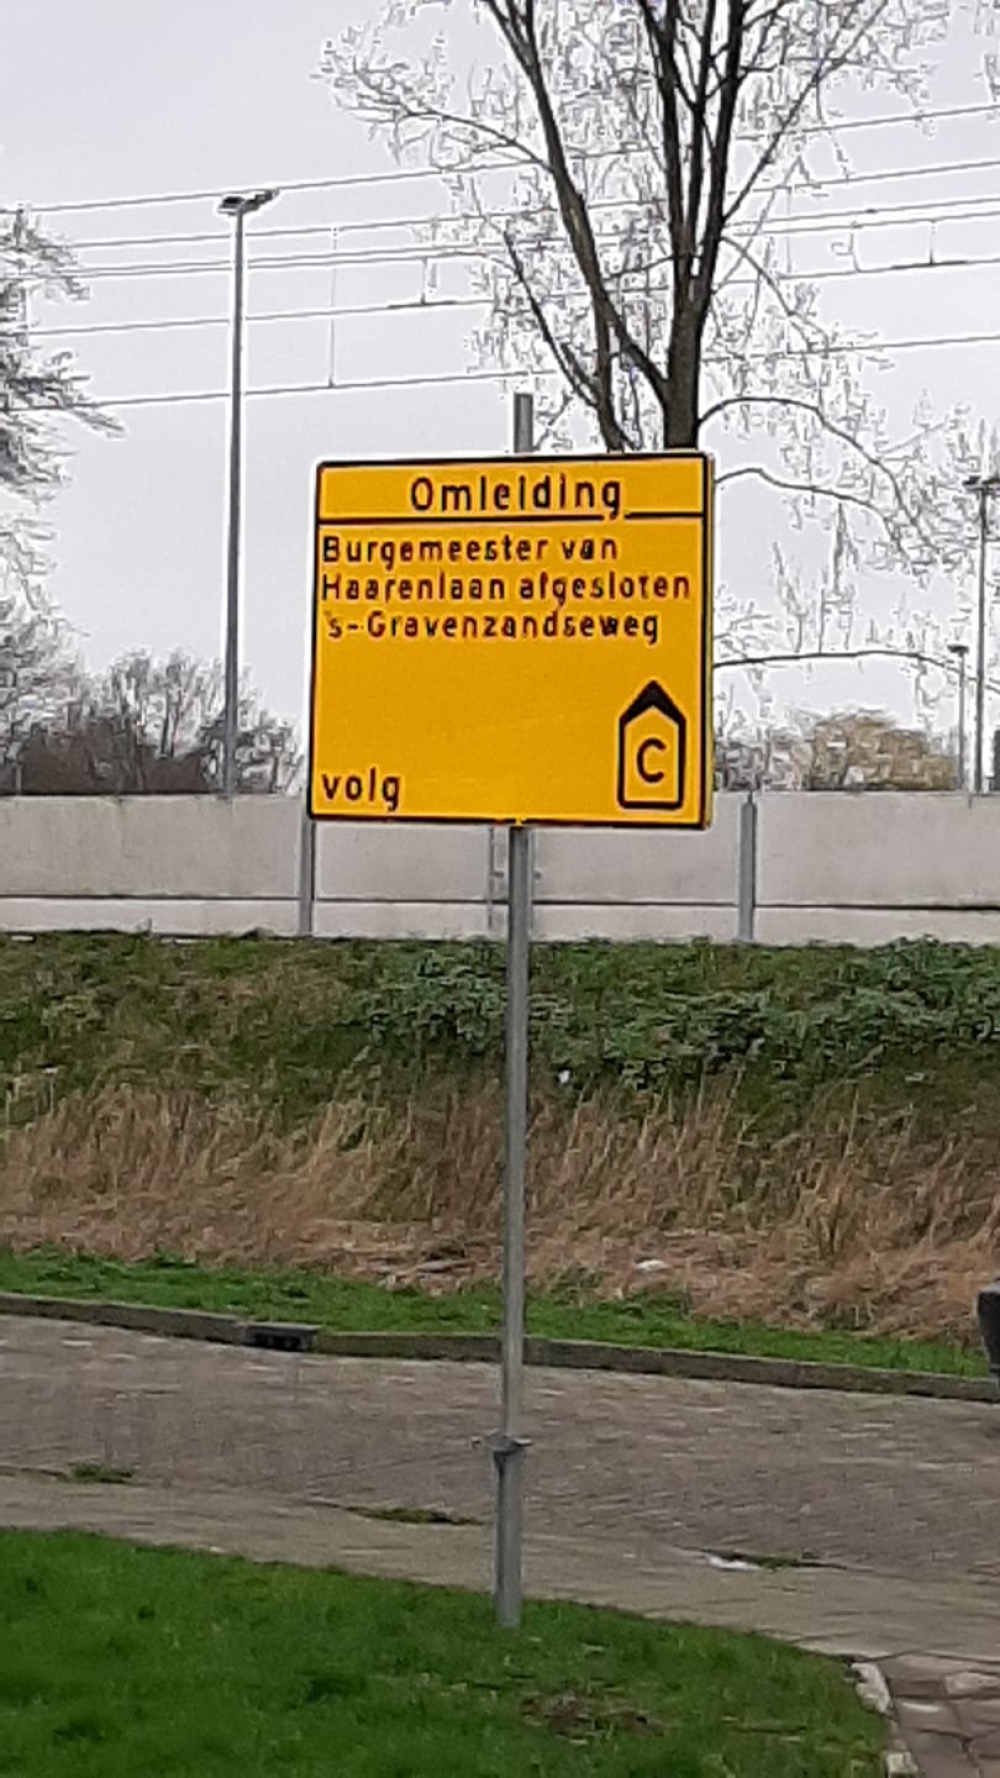 Omleiding
Burgemeester van
Haarenlaan afgesloten
's-Gravenzandseweg
C
volg